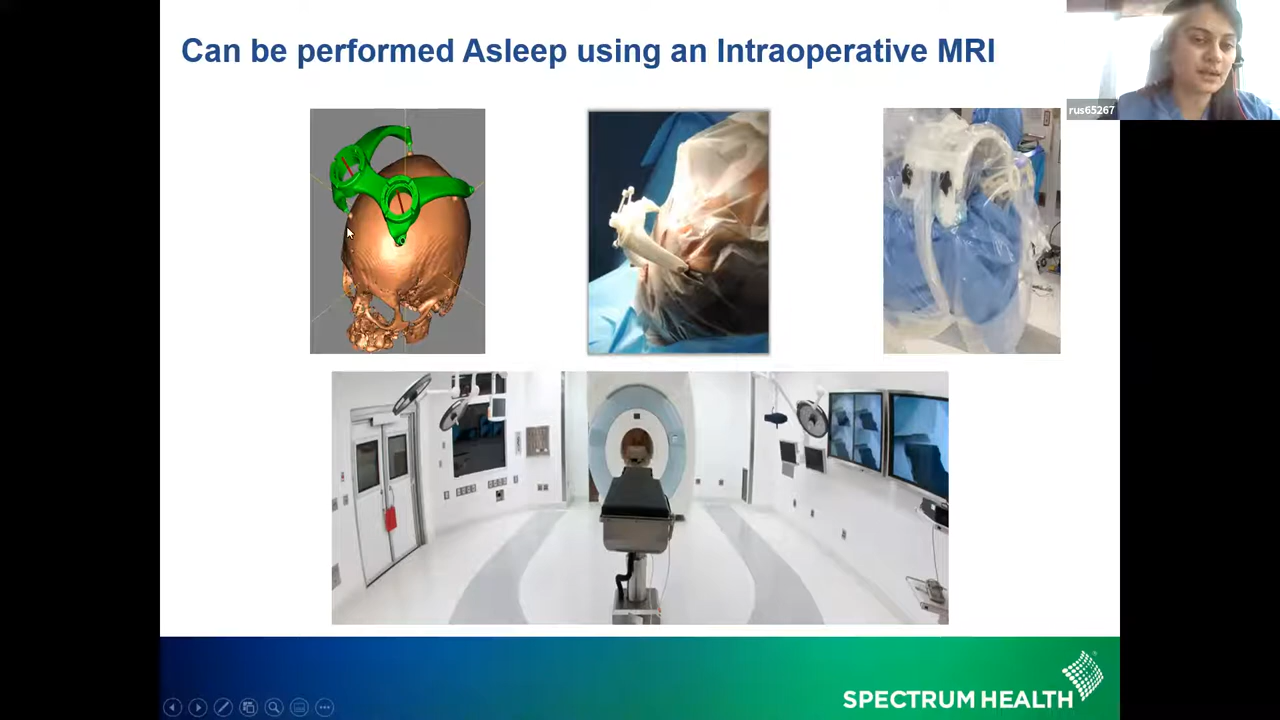 Can be performed Asleep using an Intraoperative MRI
rus65267
SPECTRUM HEALTH